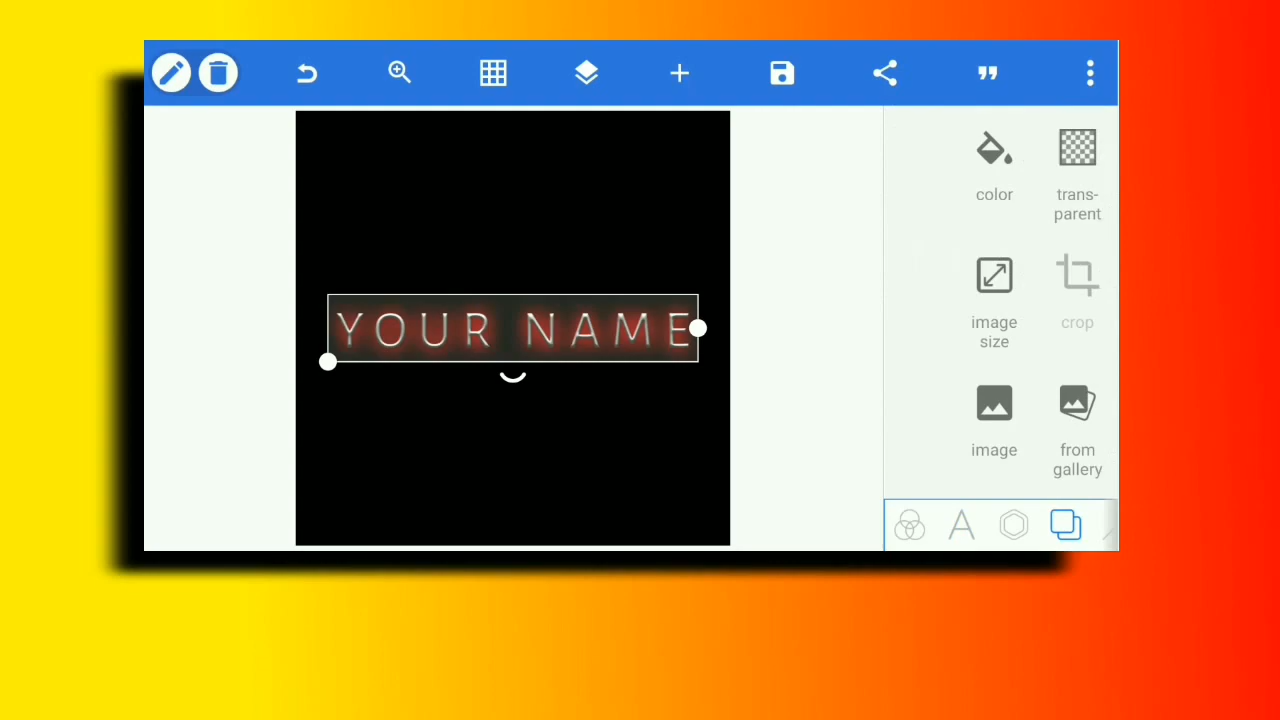 YOUR NAME
color
trans-
parent
image
size
crop
image
from
gallery